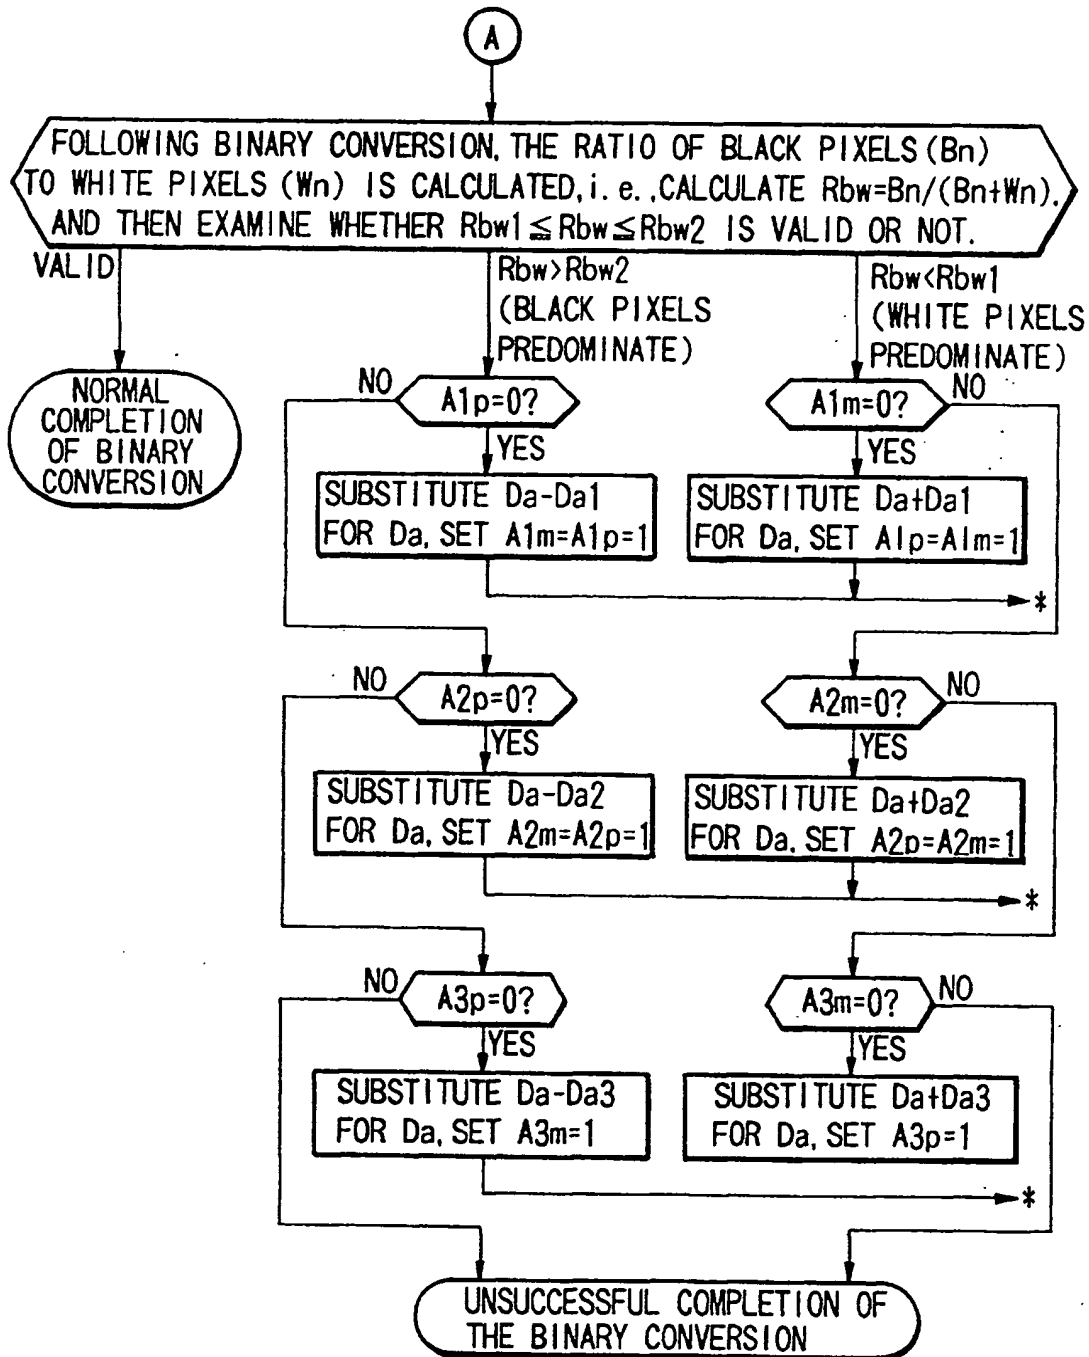 A
FOLLOWING BINARY CONVERSION, THE RATIO OF BLACK PIXELS (Bn)
TO WHITE PIXELS (Wn) IS CALCULATED, i.e., CALCULATE Rbw=Bn/(Bn+Wn).
AND THEN EXAMINE WHETHER Rbw1≦Rbw≦Rbw2 IS VALID OR NOT.
VALID
Rbw>Rbw2
(BLACK PIXELS
PREDOMINATE)
Rbw<Rbw1
(WHITE PIXELS
PREDOMINATE)
NORMAL
COMPLETION
OF BINARY
CONVERSION
NO
A1p=0?
YES
A1m=0?
NO
YES
SUBSTITUTE Da-Da1
FOR Da, SET A1m=A1p=1
SUBSTITUTE Da+Da1
FOR Da, SET A1p=A1m=1
*
NO
A2p=0?
YES
A2m=0?
NO
YES
SUBSTITUTE Da-Da2
FOR Da, SET A2m=A2p=1
SUBSTITUTE Da+Da2
FOR Da, SET A2p=A2m=1
*
NO
A3p=0?
YES
A3m=0?
NO
YES
SUBSTITUTE Da-Da3
FOR Da, SET A3m=1
SUBSTITUTE Da+Da3
FOR Da, SET A3p=1
*
UNSUCCESSFUL COMPLETION OF
THE BINARY CONVERSION